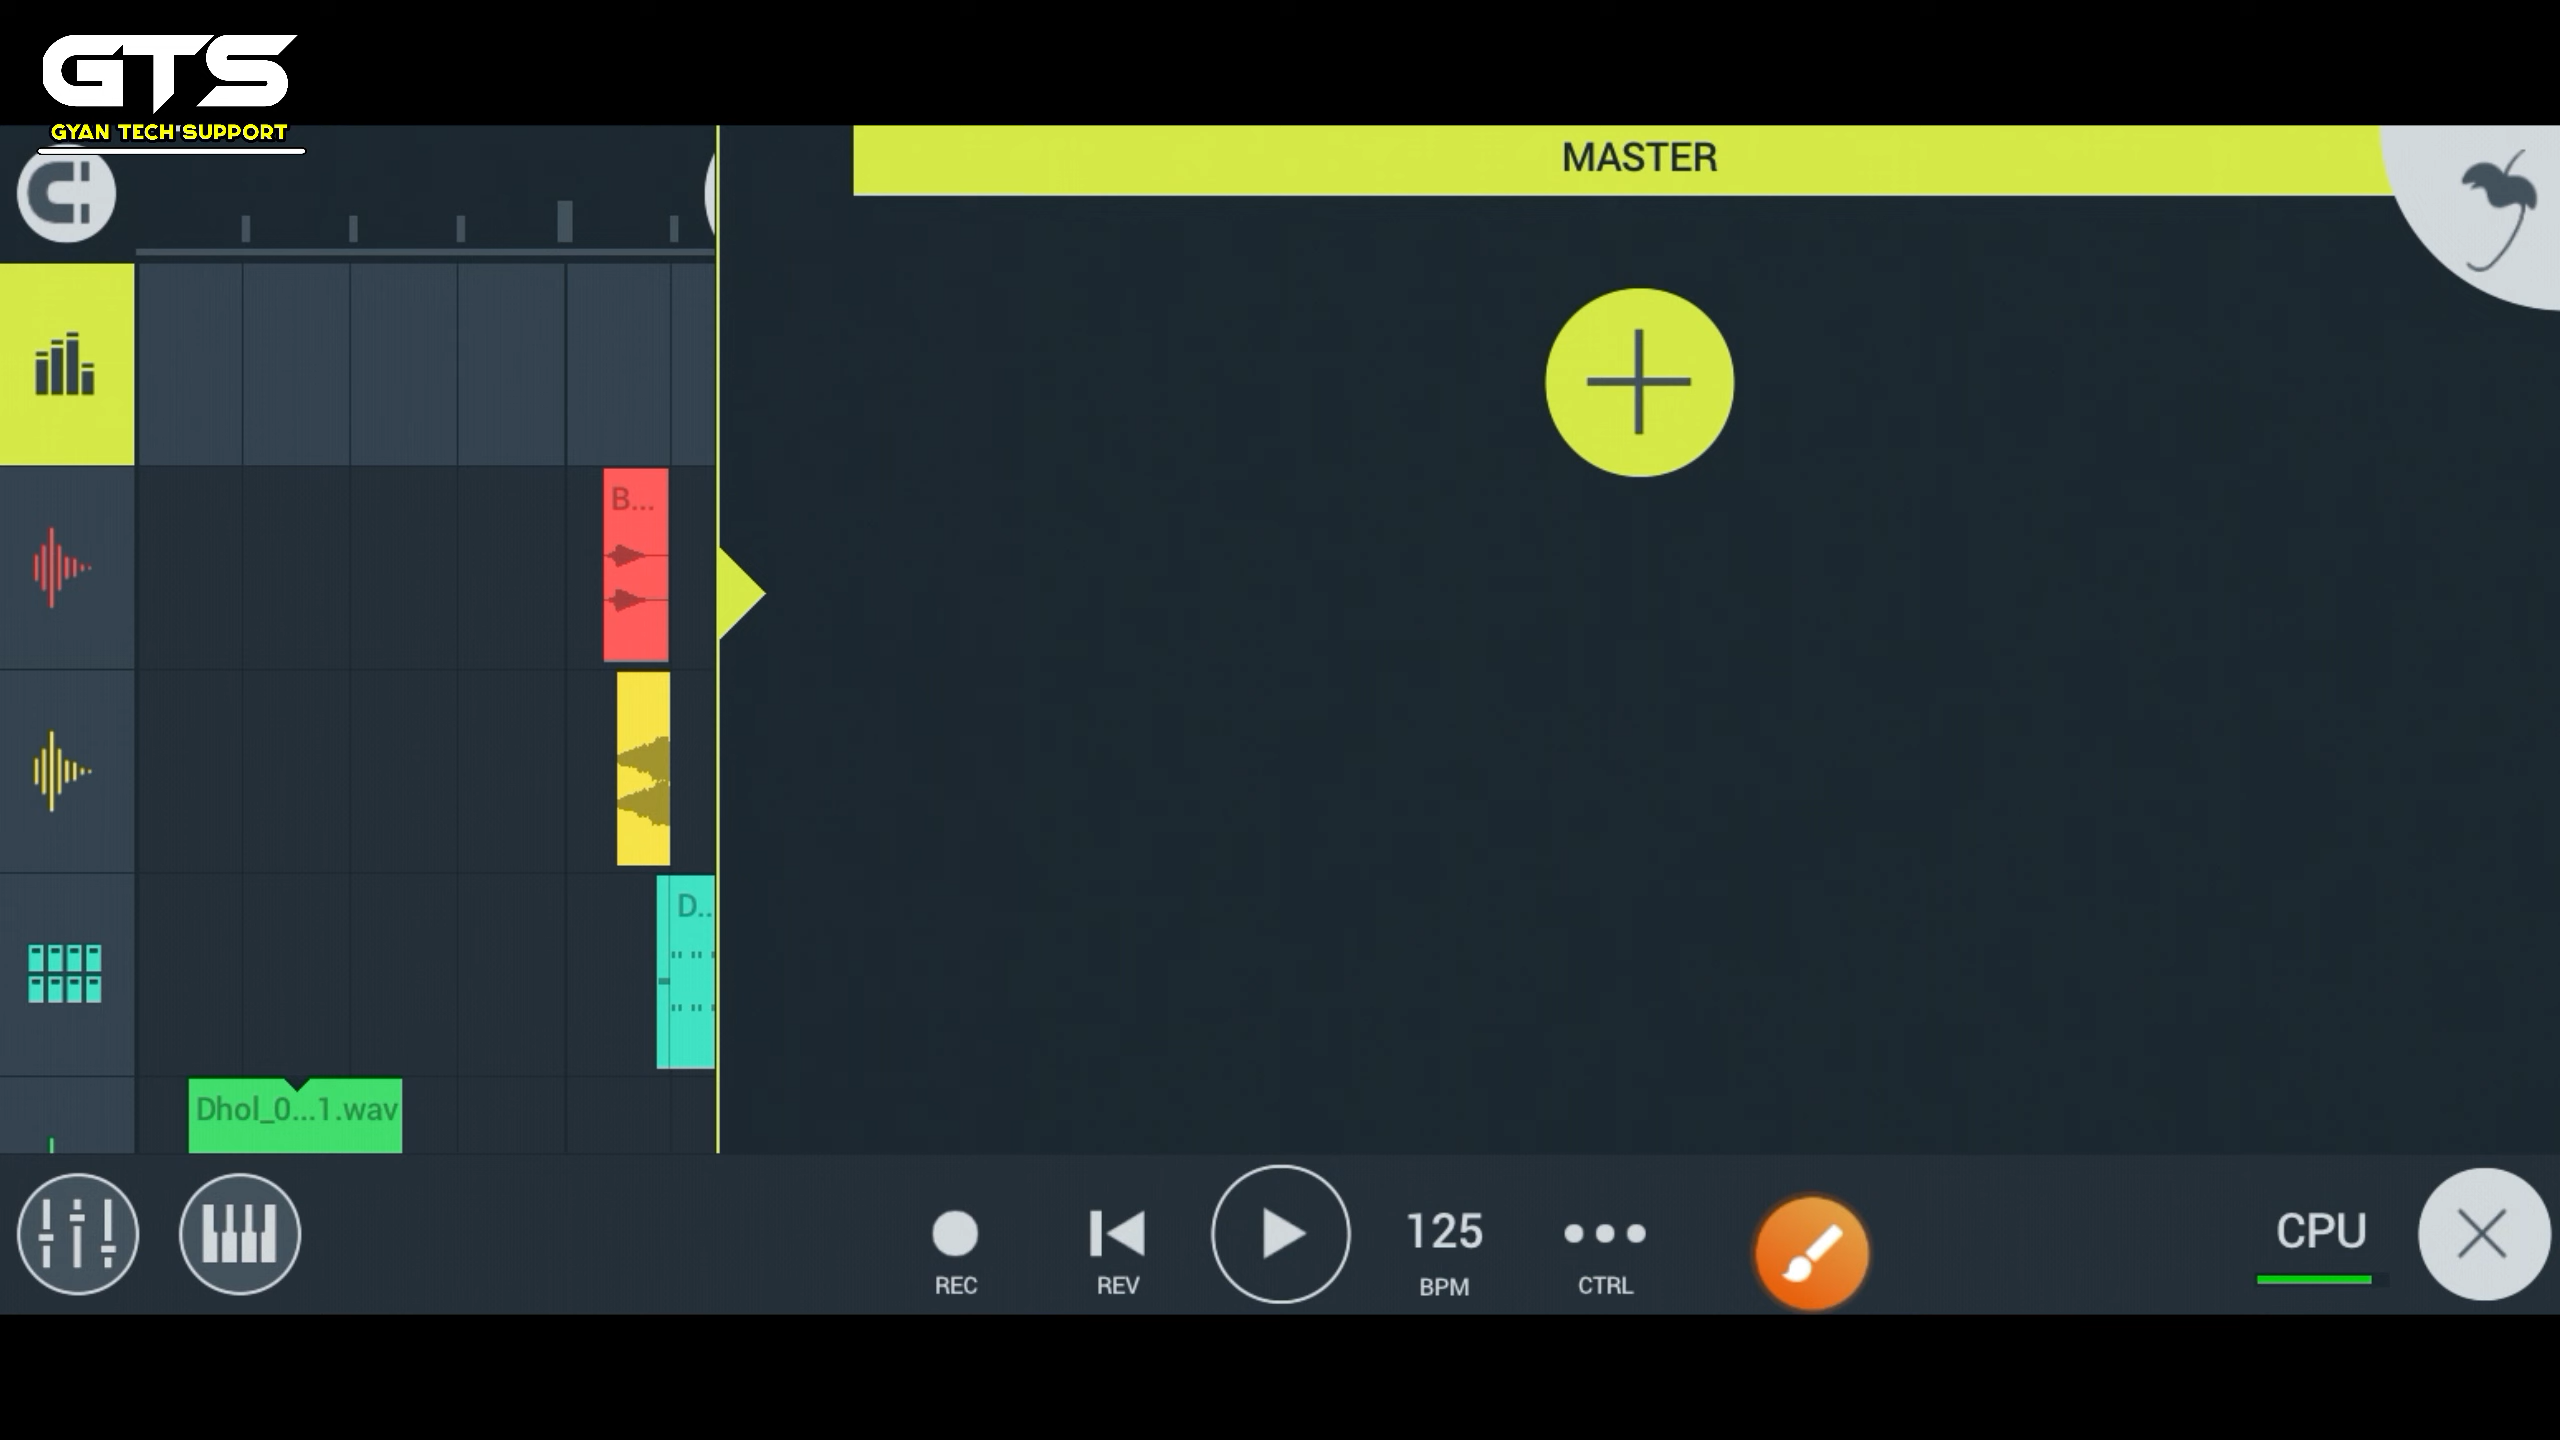 GTS
GYAN TECH SUPPORT
MASTER
B...
D..
Dhol_0...1.wav
REC
REV
125
BPM
CTRL
CPU